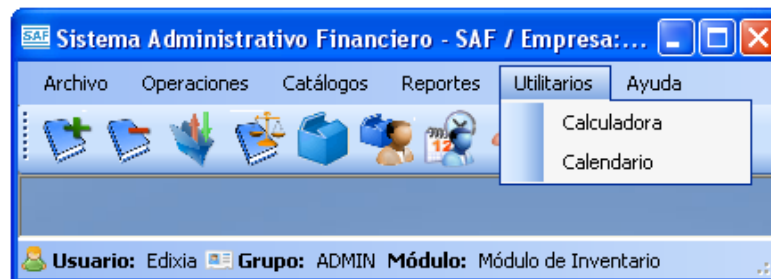 SAF Sistema Administrativo Financiero - SAF / Empresa:...
Archivo Operaciones Catálogos Reportes Utilitarios Ayuda
Calculadora
12
Calendario
Usuario: Edixia Grupo: ADMIN Módulo: Módulo de Inventario